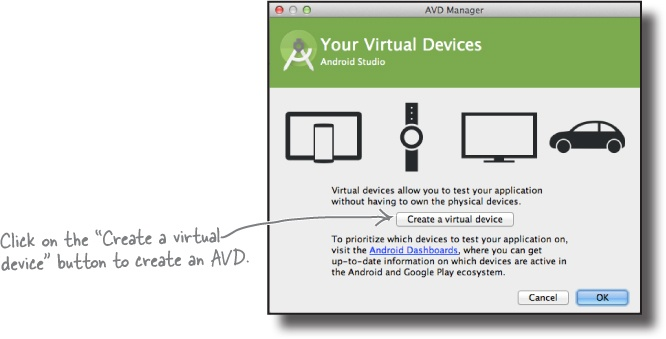 AVD Manager
Your Virtual Devices
Android Studio
Virtual devices allow you to test your application
without having to own the physical devices.
Create a virtual device
Click on the “Create a virtual
device” button to create an AVD.
To prioritize which devices to test your application on,
visit the Android Dashboards, where you can get
up-to-date information on which devices are active in
the Android and Google Play ecosystem.
Cancel
OK